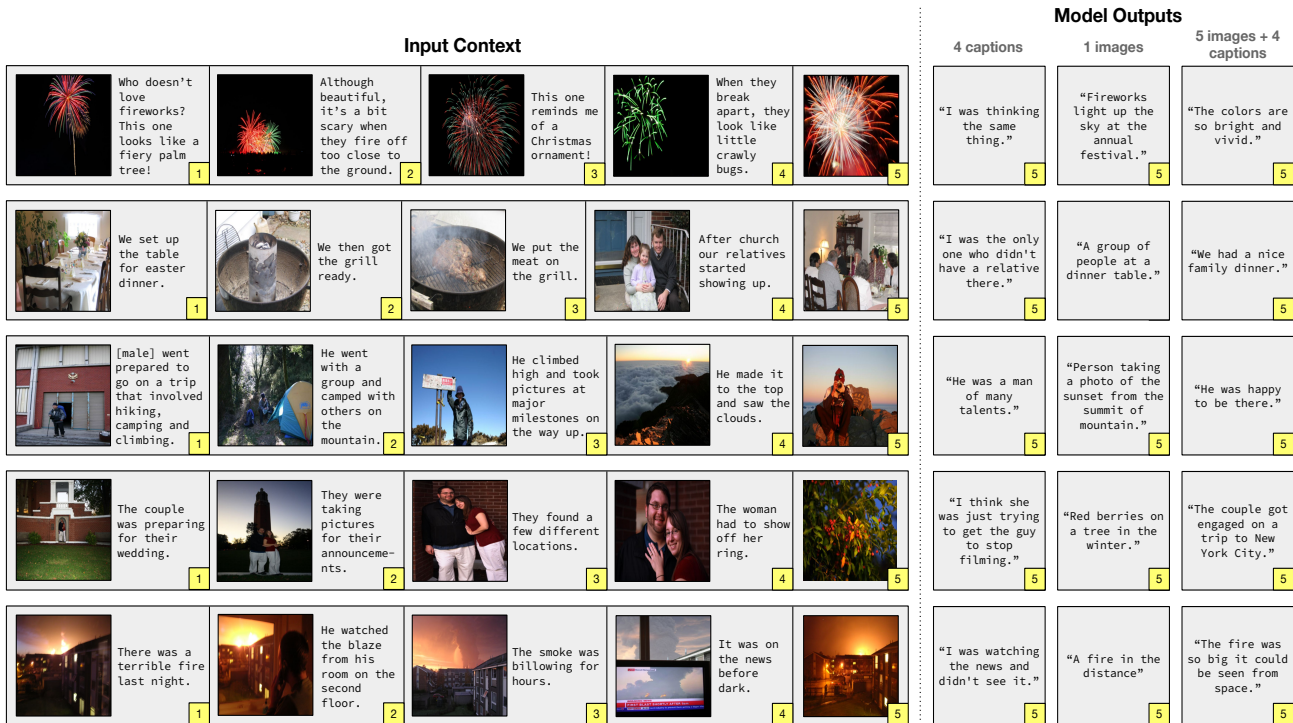 Input Context
Model Outputs
4 captions
1 images
5 images + 4
captions
Who doesn't
love
fireworks?
This one
looks like a
fiery palm
tree!
1
Although
beautiful,
it's a bit
scary when
they fire off
too close to
the ground.
2
This one
reminds me
of a
Christmas
ornament!
3
When they
break
apart, they
look like
little
crawly
bugs.
4
5
“I was thinking
the same
thing.”
5
“Fireworks
light up the
sky at the
annual
festival.”
5
“The colors are
so bright and
vivid.”
5
We set up
the table
for easter
dinner.
1
We then got
the grill
ready.
2
We put the
meat on
the grill.
3
After church
our relatives
started
showing up.
4
5
“I was the only
one who didn't
have a relative
there.”
5
“A group of
people at a
dinner table.”
5
“We had a nice
family dinner.”
5
[male] went
prepared to
go on a trip
that involved
hiking,
camping and
climbing.
1
He went
with a
group and
camped with
others on
the
mountain.
2
He climbed
high and took
pictures at
major
milestones on
the way up.
3
He made it
to the top
and saw the
clouds.
4
5
“He was a man
of many
talents.”
5
“Person taking
a photo of the
sunset from the
summit of
mountain.”
5
“He was happy
to be there.”
5
The couple
was preparing
for their
wedding.
1
They were
taking
pictures
for their
announceme-
nts.
2
They found a
few different
locations.
3
The woman
had to show
off her
ring.
4
5
“I think she
was just trying
to get the guy
to stop
filming.”
5
“Red berries on
a tree in the
winter.”
5
“The couple got
engaged on a
trip to New
York City.”
5
There was a
terrible fire
last night.
1
He watched
the blaze
from his
room on the
second
floor.
2
The smoke was
billowing for
hours.
3
It was on
the news
before
dark.
4
5
“I was watching
the news and
didn't see it.”
5
“A fire in the
distance”
5
“The fire was
so big it could
be seen from
space.”
5